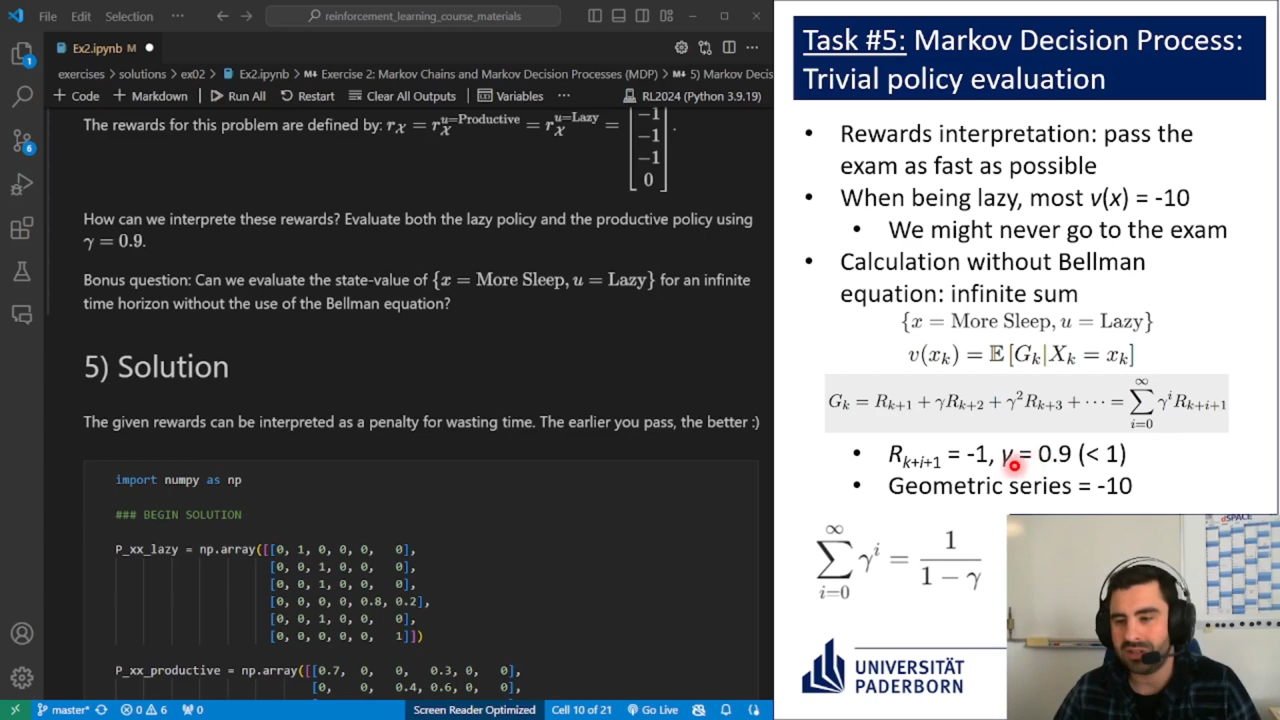 File Edit Selection ··· reinforcement_learning_course_materials
Ex2.ipynb M
exercises > solutions > ex02 > Ex2.ipynb > M↓ Exercise 2: Markov Chains and Markov Decision Processes (MDP) > M↓ 5) Markov Decis
+ Code + Markdown Run All Restart Clear All Outputs Variables ··· RL2024 (Python 3.9.19)
The rewards for this problem are defined by: r_𝒳 = r_𝒳^{u=Productive} = r_𝒳^{u=Lazy} =
-1
-1
-1
0
.
How can we interprete these rewards? Evaluate both the lazy policy and the productive policy using
γ = 0.9.
Bonus question: Can we evaluate the state-value of {x = More Sleep, u = Lazy} for an infinite
time horizon without the use of the Bellman equation?
5) Solution
The given rewards can be interpreted as a penalty for wasting time. The earlier you pass, the better :)
import numpy as np
### BEGIN SOLUTION
P_xx_lazy = np.array([[0, 1, 0, 0, 0, 0],
[0, 0, 1, 0, 0, 0],
[0, 0, 1, 0, 0, 0],
[0, 0, 0, 0, 0.8, 0.2],
[0, 0, 1, 0, 0, 0],
[0, 0, 0, 0, 0, 1]])
P_xx_productive = np.array([[0.7, 0, 0, 0.3, 0, 0],
[0, 0, 0.4, 0.6, 0, 0],
1
6
master* 0 6 0 Screen Reader Optimized Cell 10 of 21 Go Live
Task #5: Markov Decision Process:
Trivial policy evaluation
• Rewards interpretation: pass the
exam as fast as possible
• When being lazy, most v(x) = -10
• We might never go to the exam
• Calculation without Bellman
equation: infinite sum
{x = More Sleep, u = Lazy}
v(x_k) = 𝔼 [G_k|X_k = x_k]
G_k = R_{k+1} + γR_{k+2} + γ²R_{k+3} + ··· = ∑_{i=0}^{∞} γ^i R_{k+i+1}
• R_{k+i+1} = -1, γ = 0.9 (< 1)
• Geometric series = -10
∑_{i=0}^{∞} γ^i = 1/(1 − γ)
dSPACE
UNIVERSITÄT
PADERBORN